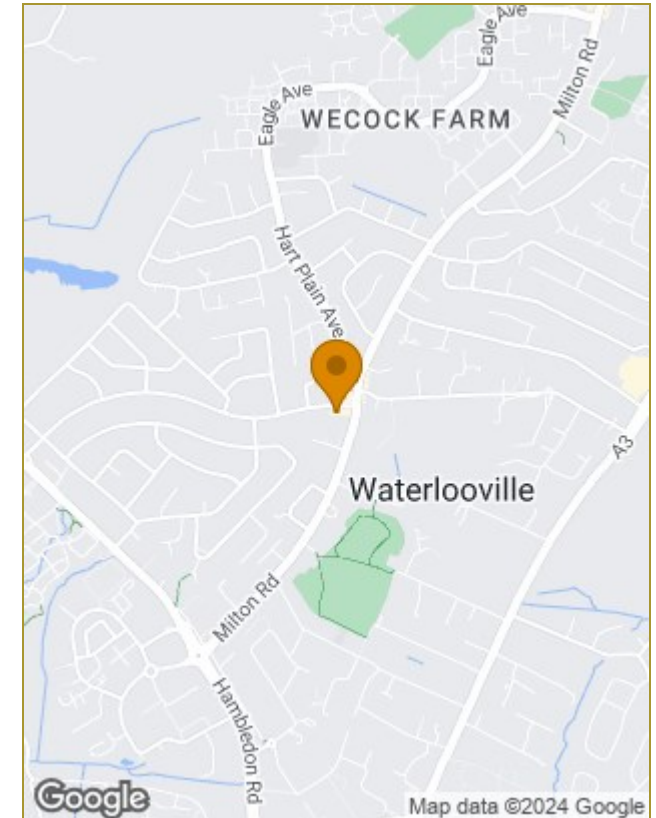 Eagle Ave
Eagle Ave
Milton Rd
WECOCK FARM
Hart Plain Ave
A3
Waterlooville
Milton Rd
Hambledon Rd
Google
Map data ©2024 Google